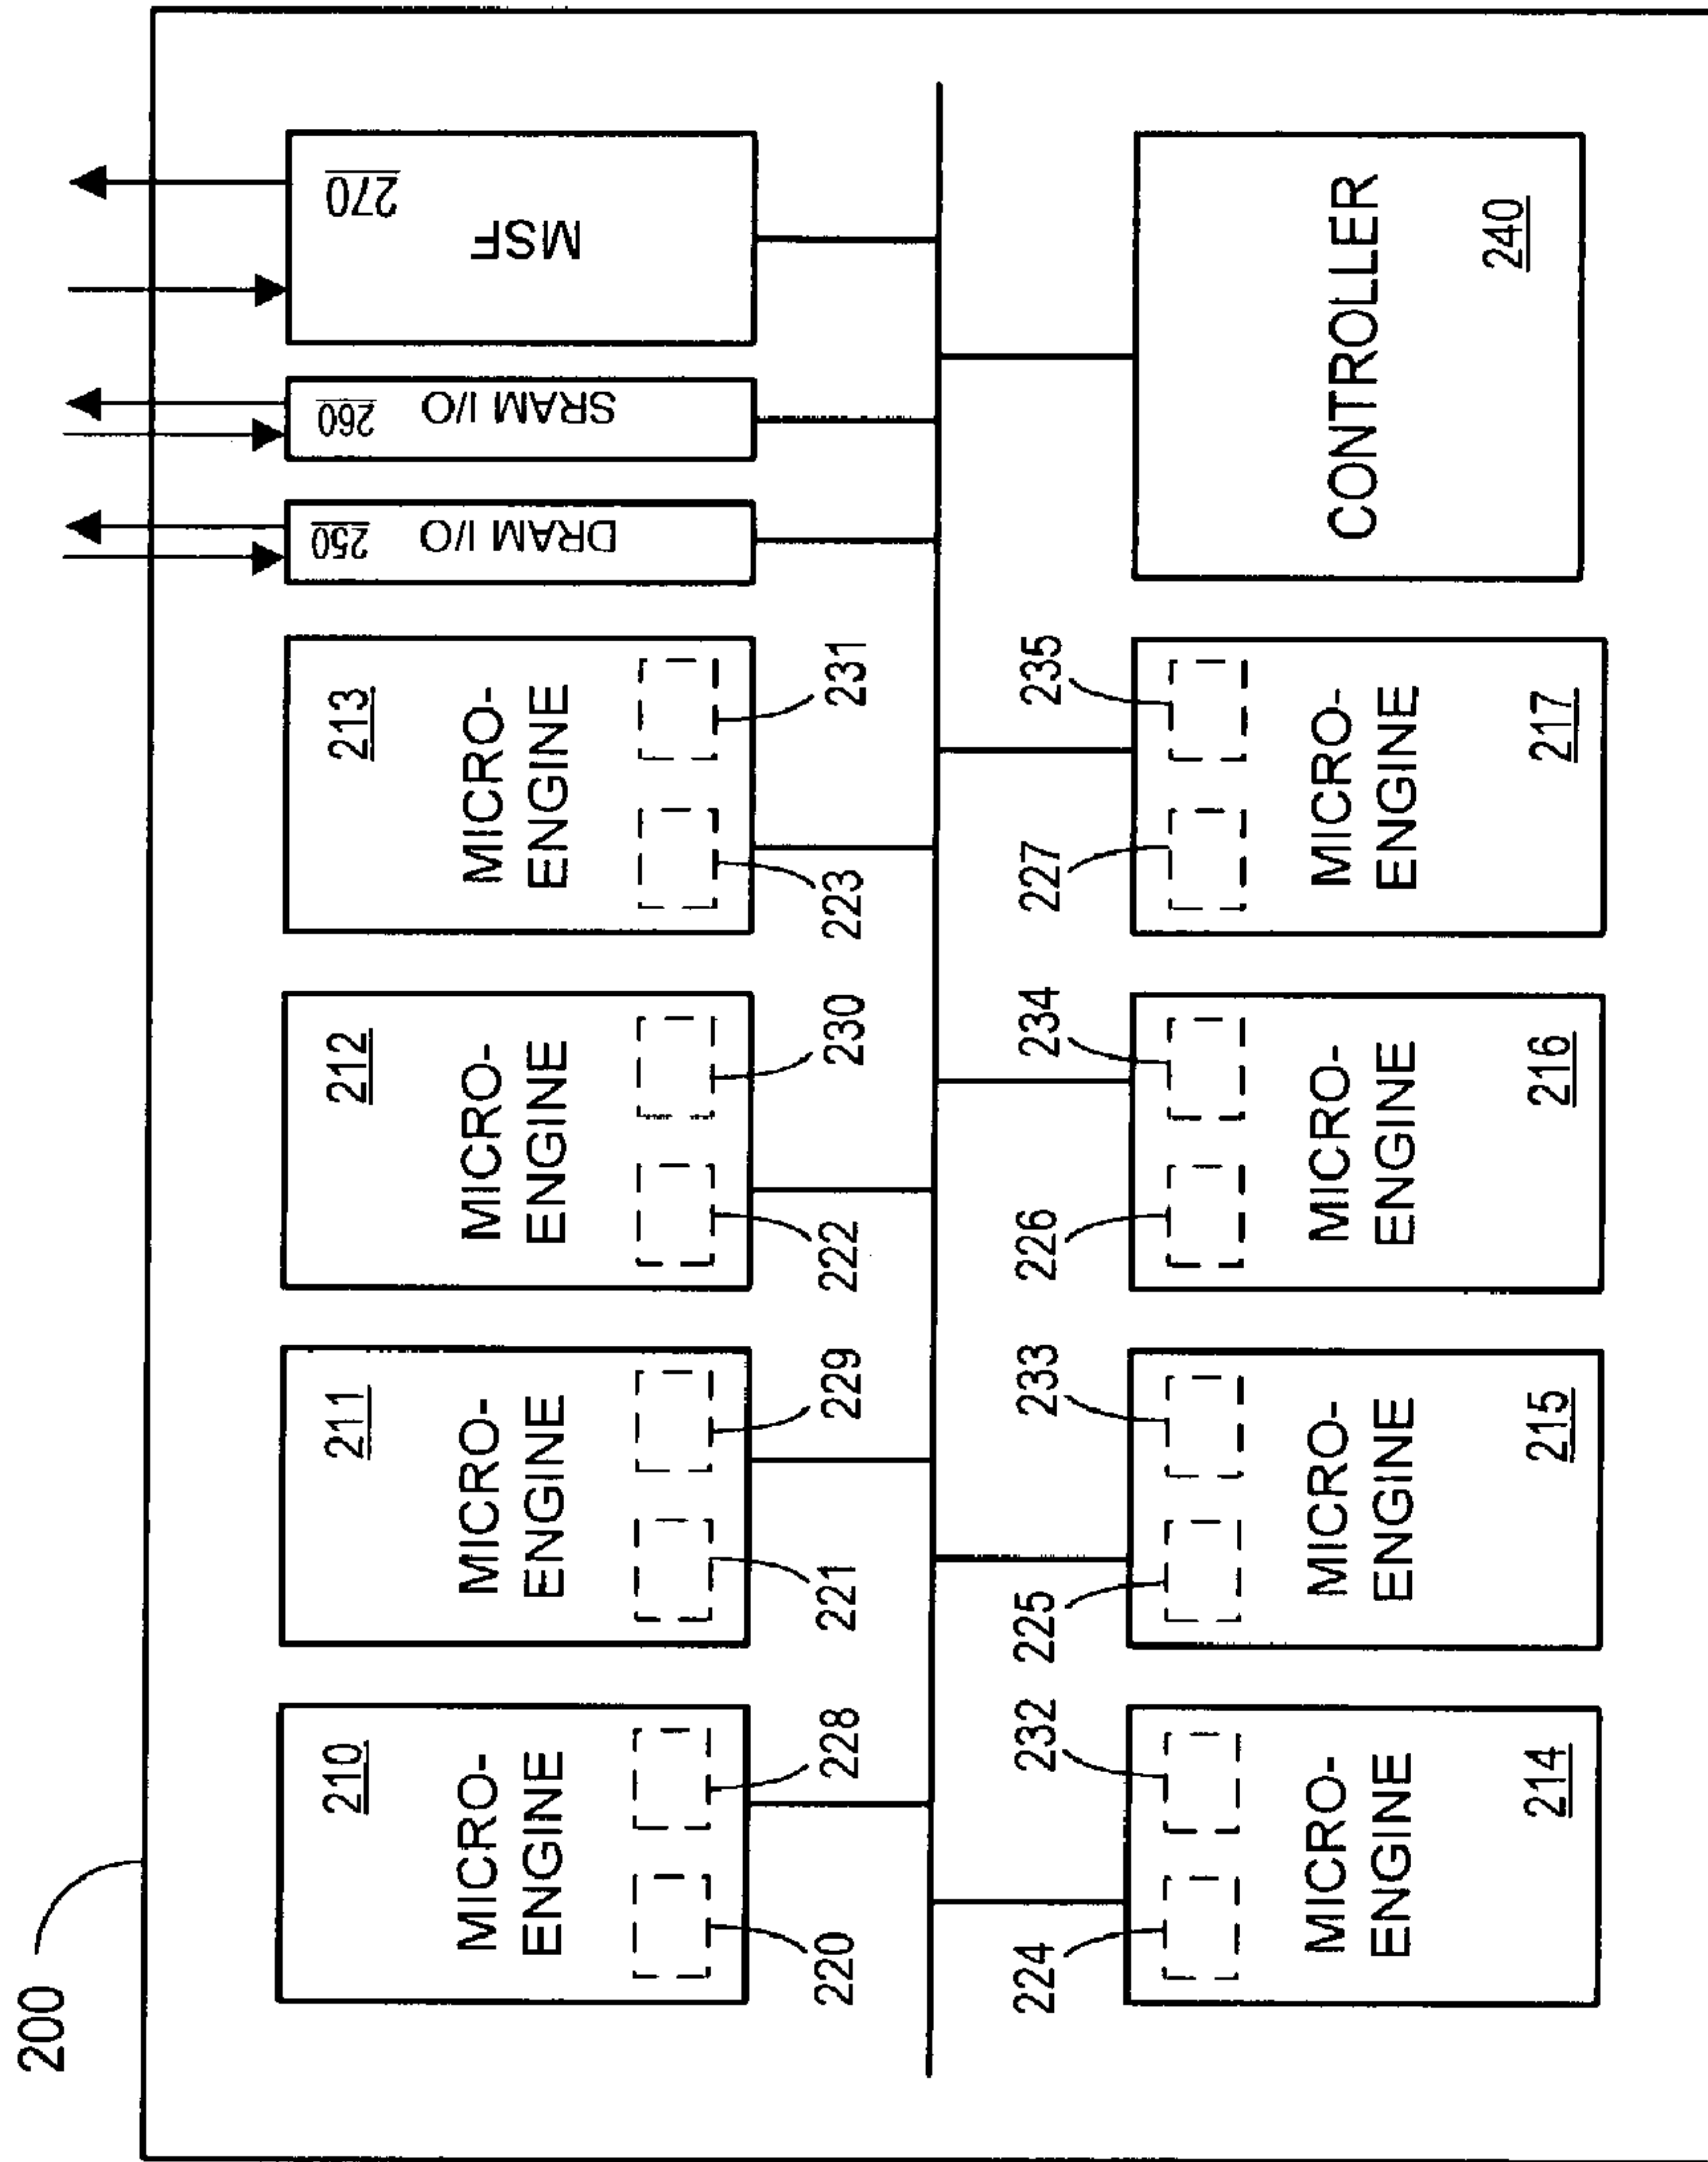 200
210
MICRO-
ENGINE
220
228
211
MICRO-
ENGINE
221
229
212
MICRO-
ENGINE
222
230
213
MICRO-
ENGINE
223
231
DRAM I/O
250
SRAM I/O
260
MSF
270
224
232
MICRO-
ENGINE
214
225
233
MICRO-
ENGINE
215
226
234
MICRO-
ENGINE
216
227
235
MICRO-
ENGINE
217
CONTROLLER
240